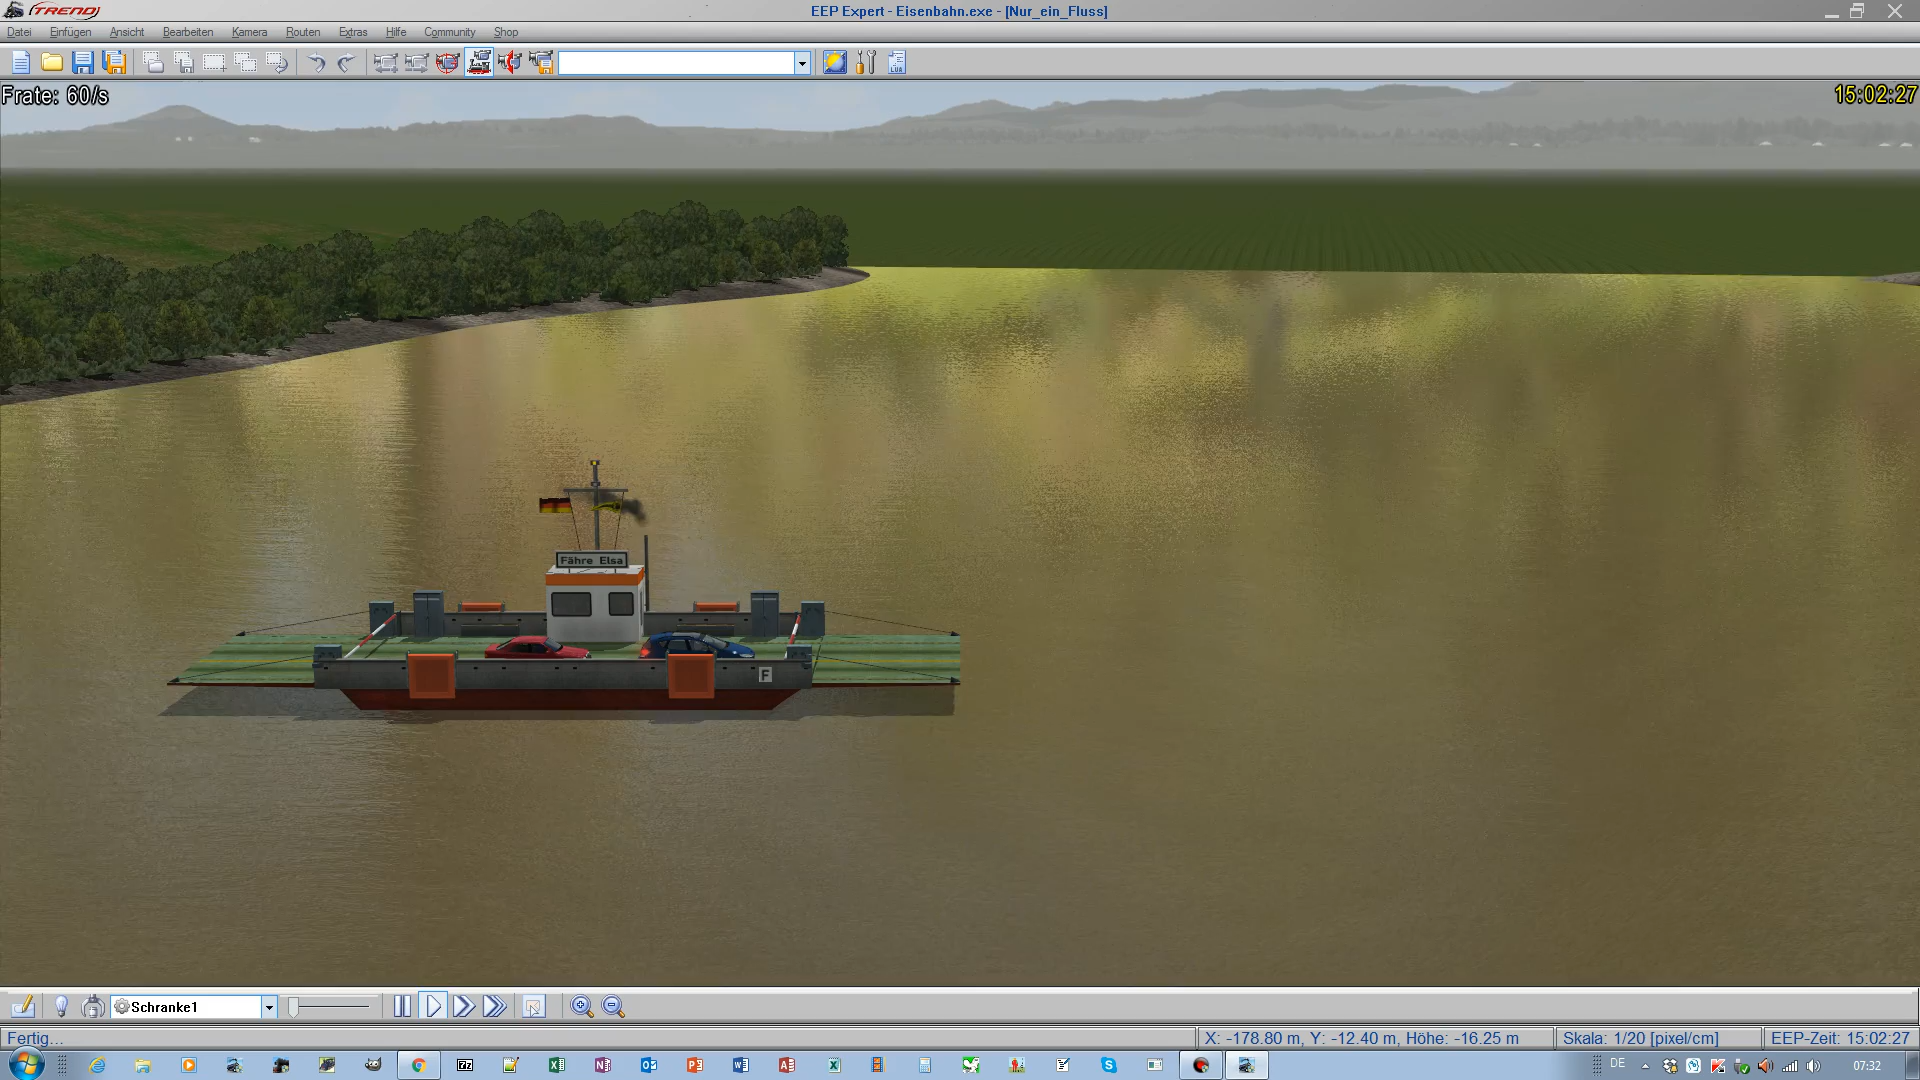 TREND
EEP Expert - Eisenbahn.exe - [Nur_ein_Fluss]
Datei Einfügen Ansicht Bearbeiten Kamera Routen Extras Hilfe Community Shop
LUA
Frate: 60/s
15:02:27
Fähre Elsa
F
Schranke1
Fertig...
X: -178.80 m, Y: -12.40 m, Höhe: -16.25 m
Skala: 1/20 [pixel/cm]
EEP-Zeit: 15:02:27
DE
07:32